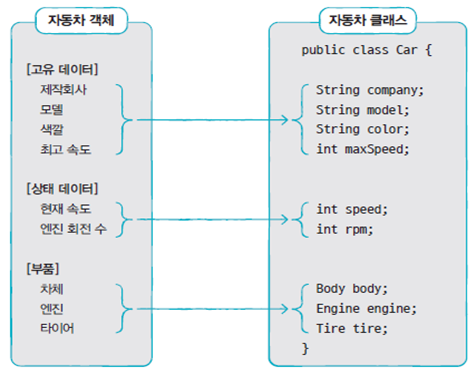 자동차 객체
[고유 데이터]
제작회사
모델
색깔
최고 속도
[상태 데이터]
현재 속도
엔진 회전 수
[부품]
차체
엔진
타이어
자동차 클래스
public class Car {
String company;
String model;
String color;
int maxSpeed;
int speed;
int rpm;
Body body;
Engine engine;
Tire tire;
}